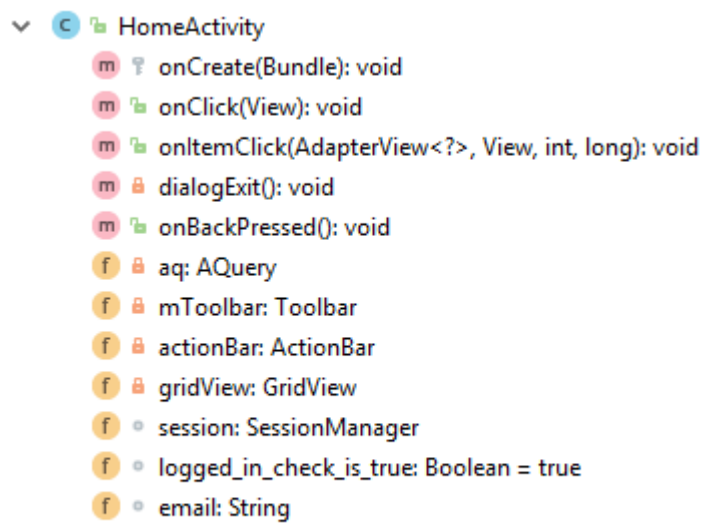 C HomeActivity
m onCreate(Bundle): void
m onClick(View): void
m onItemClick(AdapterView<?>, View, int, long): void
m dialogExit(): void
m onBackPressed(): void
f aq: AQuery
f mToolbar: Toolbar
f actionBar: ActionBar
f gridView: GridView
f session: SessionManager
f logged_in_check_is_true: Boolean = true
f email: String